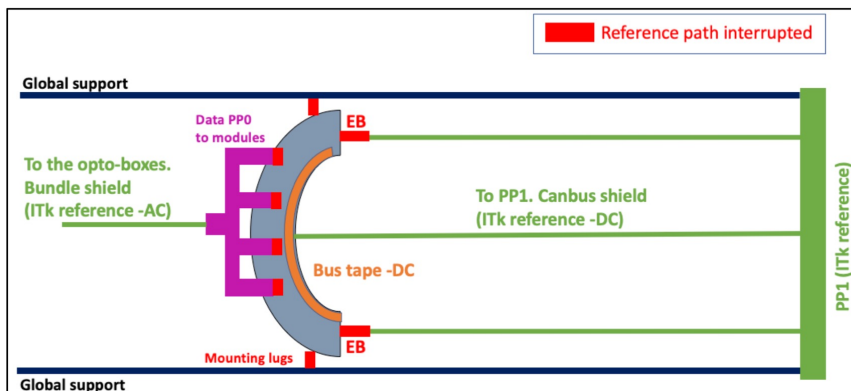 Reference path interrupted
Global support
Data PP0
to modules
EB
To the opto-boxes.
Bundle shield
(ITk reference -AC)
To PP1. Canbus shield
(ITk reference -DC)
Bus tape -DC
PP1 (ITk reference)
EB
Mounting lugs
Global support